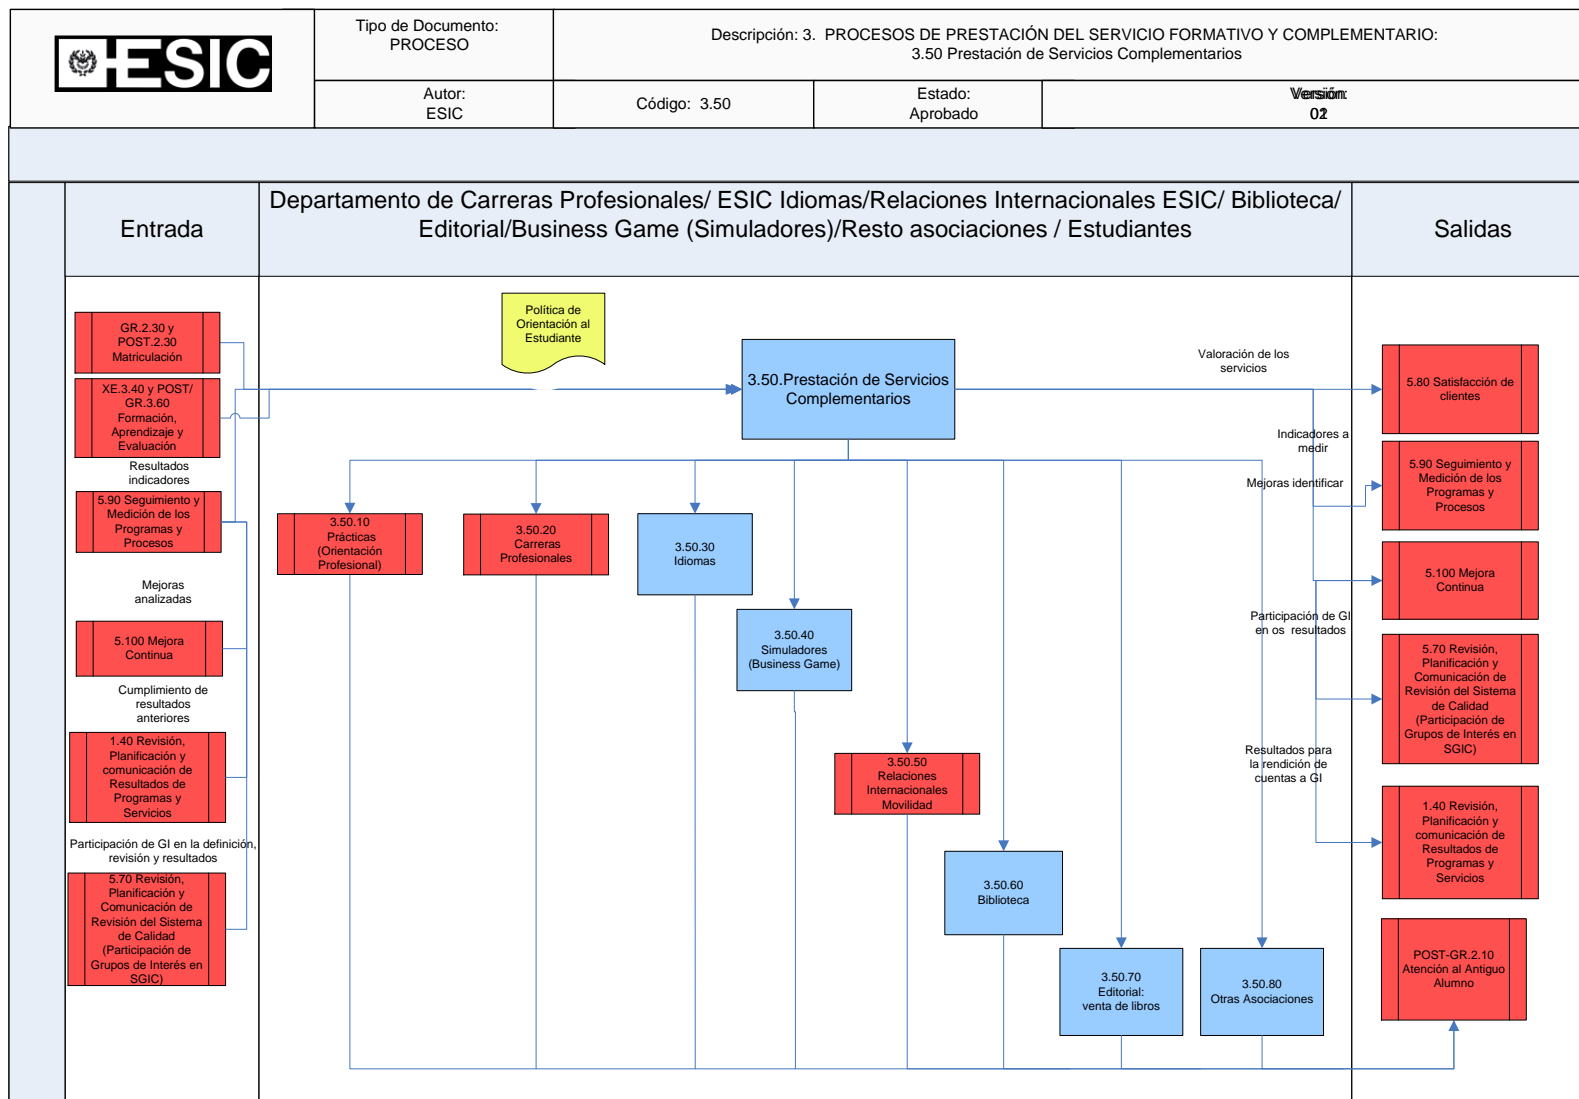 ESIC
Tipo de Documento:
PROCESO
Descripción: 3.  PROCESOS DE PRESTACIÓN DEL SERVICIO FORMATIVO Y COMPLEMENTARIO:
3.50 Prestación de Servicios Complementarios
Autor:
ESIC
Código:  3.50
Estado:
Aprobado
Versión:
Entrada
Departamento de Carreras Profesionales/ ESIC Idiomas/Relaciones Internacionales ESIC/ Biblioteca/
Editorial/Business Game (Simuladores)/Resto asociaciones / Estudiantes
Salidas
GR.2.30 y
POST.2.30
Matriculación
XE.3.40 y POST/
GR.3.60
Formación,
Aprendizaje y
Evaluación
Resultados
indicadores
5.90 Seguimiento y
Medición de los
Programas y
Procesos
Mejoras
analizadas
5.100 Mejora
Continua
Cumplimiento de
resultados
anteriores
1.40 Revisión,
Planificación y
comunicación de
Resultados de
Programas y
Servicios
Participación de GI en la definición,
revisión y resultados
5.70 Revisión,
Planificación y
Comunicación de
Revisión del Sistema
de Calidad
(Participación de
Grupos de Interés en
SGIC)
Política de
Orientación al
Estudiante
3.50.Prestación de Servicios
Complementarios
3.50.10
Prácticas
(Orientación
Profesional)
3.50.20
Carreras
Profesionales
3.50.30
Idiomas
3.50.40
Simuladores
(Business Game)
3.50.50
Relaciones
Internacionales
Movilidad
3.50.60
Biblioteca
3.50.70
Editorial:
venta de libros
3.50.80
Otras Asociaciones
Valoración de los
servicios
Indicadores a
medir
Mejoras identificar
Participación de GI
en os  resultados
Resultados para
la rendición de
cuentas a GI
5.80 Satisfacción de
clientes
5.90 Seguimiento y
Medición de los
Programas y
Procesos
5.100 Mejora
Continua
5.70 Revisión,
Planificación y
Comunicación de
Revisión del Sistema
de Calidad
(Participación de
Grupos de Interés en
SGIC)
1.40 Revisión,
Planificación y
comunicación de
Resultados de
Programas y
Servicios
POST-GR.2.10
Atención al Antiguo
Alumno